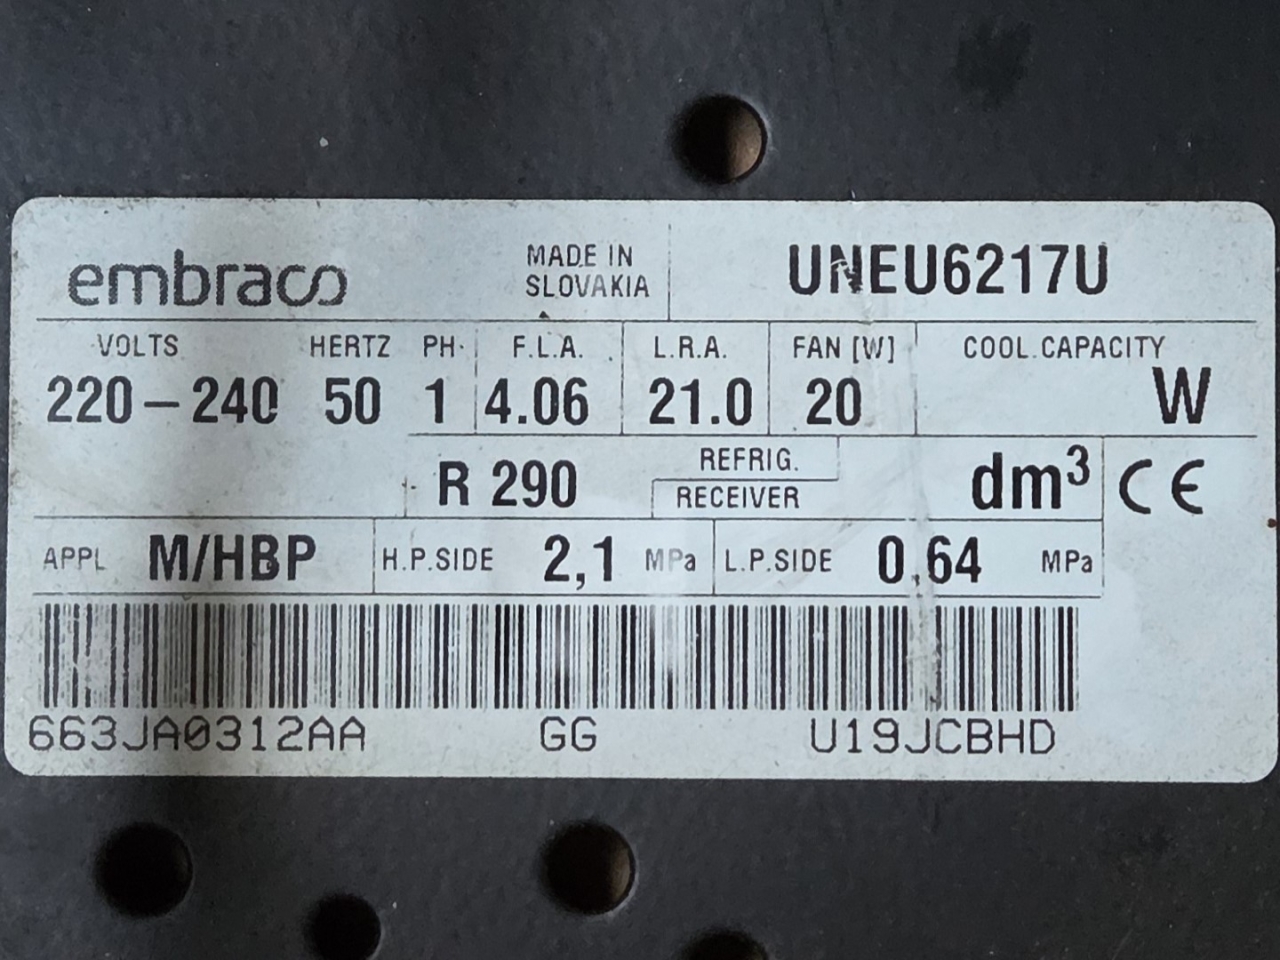 embraco MADE IN SLOVAKIA UNEU6217U
VOLTS HERTZ PH. F.L.A. L.R.A. FAN [W] COOL.CAPACITY
220-240 50 1 4.06 21.0 20 W
R 290 REFRIG. RECEIVER dm³ CE
APPL M/HBP H.P.SIDE 2,1 MPa L.P.SIDE 0,64 MPa
663JA0312AA GG U19JCBHD